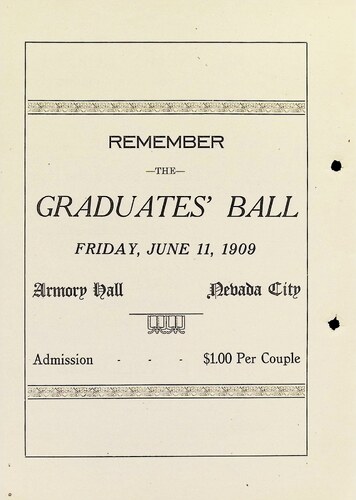 REMEMBER
—THE—
GRADUATES' BALL
FRIDAY, JUNE 11, 1909
Armory Hall Nevada City
Admission - - - $1.00 Per Couple